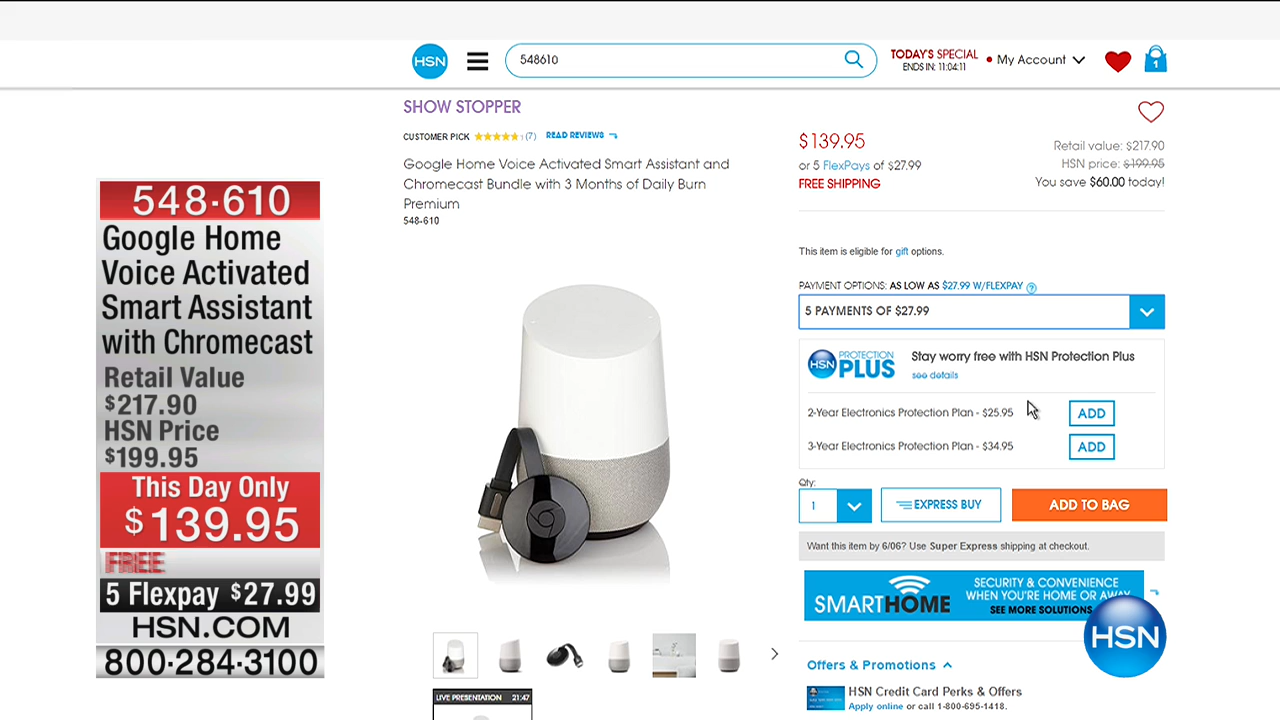 HSN
548610
TODAY'S SPECIAL
ENDS IN: 11:04:11
My Account
1
SHOW STOPPER
CUSTOMER PICK (7) READ REVIEWS
Google Home Voice Activated Smart Assistant and
Chromecast Bundle with 3 Months of Daily Burn
Premium
548-610
$139.95
or 5 FlexPays of $27.99
FREE SHIPPING
Retail value: $217.90
HSN price: $199.95
You save $60.00 today!
This item is eligible for gift options.
PAYMENT OPTIONS: AS LOW AS $27.99 W/FLEXPAY ?
5 PAYMENTS OF $27.99
HSN PROTECTION PLUS
Stay worry free with HSN Protection Plus
see details
2-Year Electronics Protection Plan - $25.95 ADD
3-Year Electronics Protection Plan - $34.95 ADD
Qty:
1 EXPRESS BUY ADD TO BAG
Want this item by 6/06? Use Super Express shipping at checkout.
SMARTHOME
SECURITY & CONVENIENCE
WHEN YOU'RE HOME OR AWAY
SEE MORE SOLUTIONS
HSN
Offers & Promotions
HSN Credit Card Perks & Offers
Apply online or call 1-800-695-1418.
LIVE PRESENTATION 21:47
548·610
Google Home
Voice Activated
Smart Assistant
with Chromecast
Retail Value
$217.90
HSN Price
$199.95
This Day Only
$139.95
FREE
5 Flexpay $27.99
HSN.COM
800·284·3100